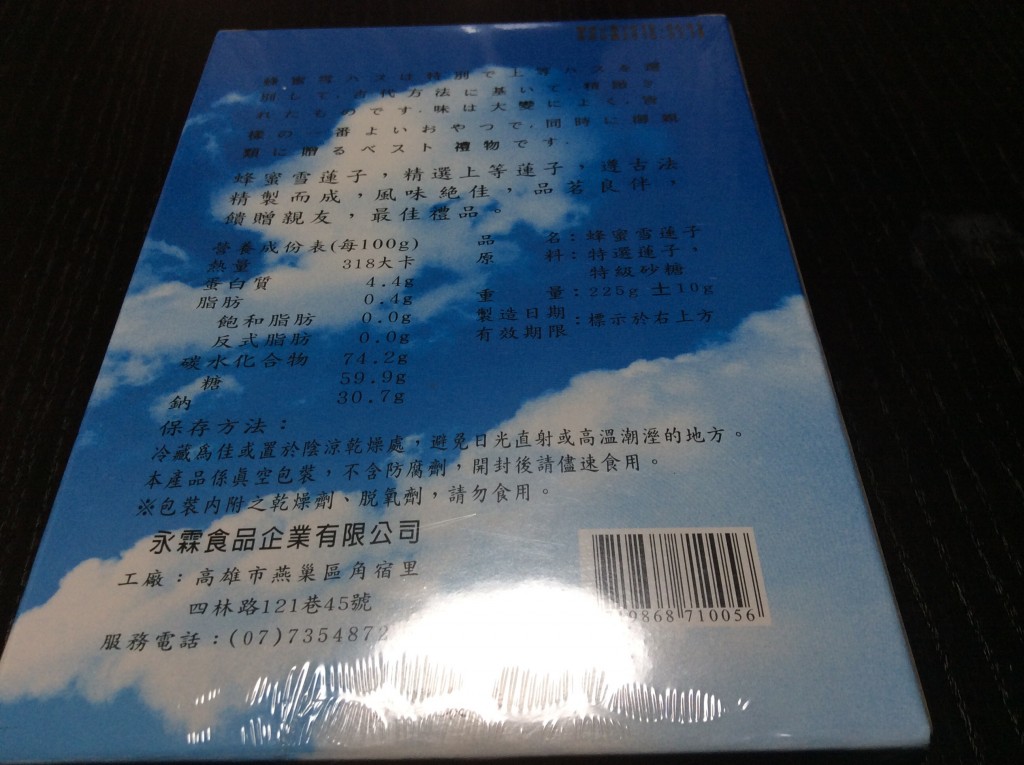 蜂蜜雪ハスは特別で上等ハスを選
別して.古代方法に基いて.精緻さ
れたものです.味は大變によく.皆
樣の一番よいおやつで.同時に御親
類に贈るベスト禮物です.
蜂蜜雪蓮子，精選上等蓮子，遵古法
精製而成，風味絕佳，品茗良伴，
饋贈親友，最佳禮品。
營養成份表(每100g)
熱量 318大卡
蛋白質 4.4g
脂肪 0.4g
飽和脂肪 0.0g
反式脂肪 0.0g
碳水化合物 74.2g
糖 59.9g
鈉 30.7g
品 名：蜂蜜雪蓮子
原 料：特選蓮子，
特級砂糖
重 量：225g 士10g
製造日期
有效期限：標示於右上方
保存方法：
冷藏為佳或置於陰涼乾燥處，避免日光直射或高溫潮溼的地方。
本產品係眞空包裝，不含防腐劑，開封後請儘速食用。
※包裝內附之乾燥劑、脫氧劑，請勿食用。
永霖食品企業有限公司
工廠：高雄市燕巢區角宿里
四林路121巷45號
服務電話：(07)7354872
9868 710056